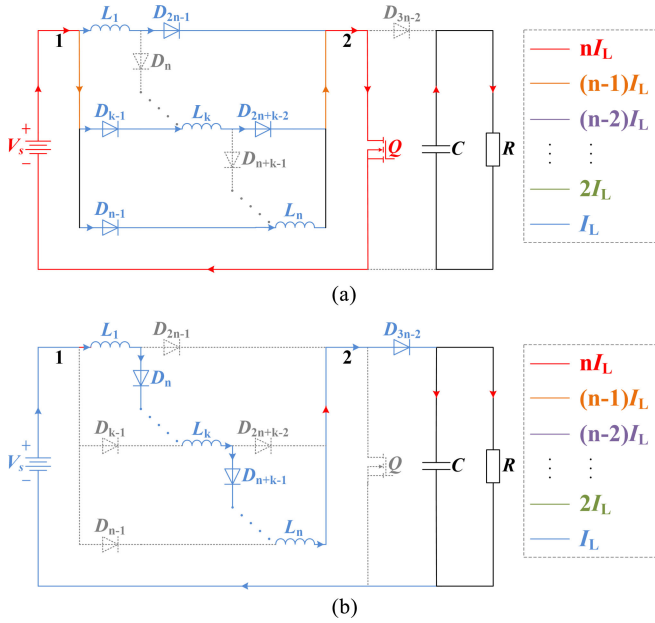 L1 D2n-1 2 D3n-2 nIL
1 Dn (n-1)IL
Dk-1 Lk D2n+k-2 (n-2)IL
+ Vs − Dn+k-1 Q C R ⋮ ⋮
Dn-1 Ln 2IL
IL
(a)
L1 D2n-1 2 D3n-2 nIL
1 Dn (n-1)IL
Dk-1 Lk D2n+k-2 (n-2)IL
+ Vs − Dn+k-1 Q C R ⋮ ⋮
Dn-1 Ln 2IL
IL
(b)